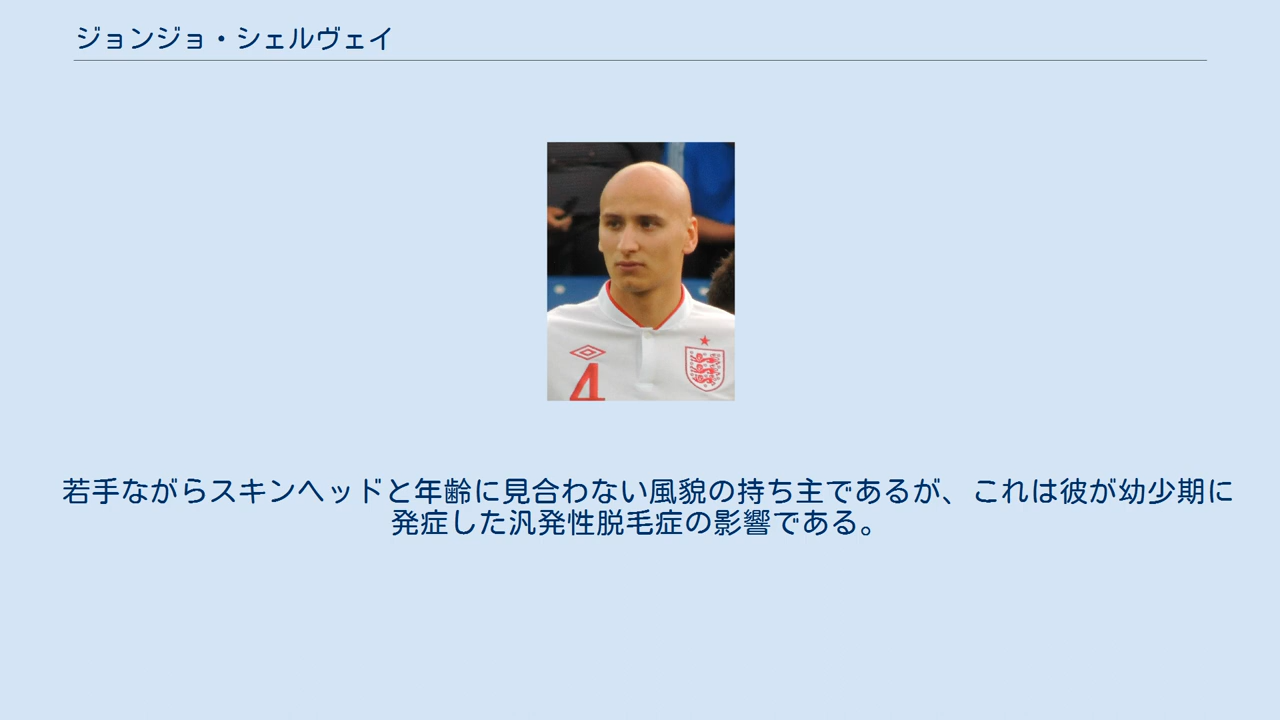 ジョンジョ・シェルヴェイ
4
若手ながらスキンヘッドと年齢に見合わない風貌の持ち主であるが、これは彼が幼少期に
発症した汎発性脱毛症の影響である。